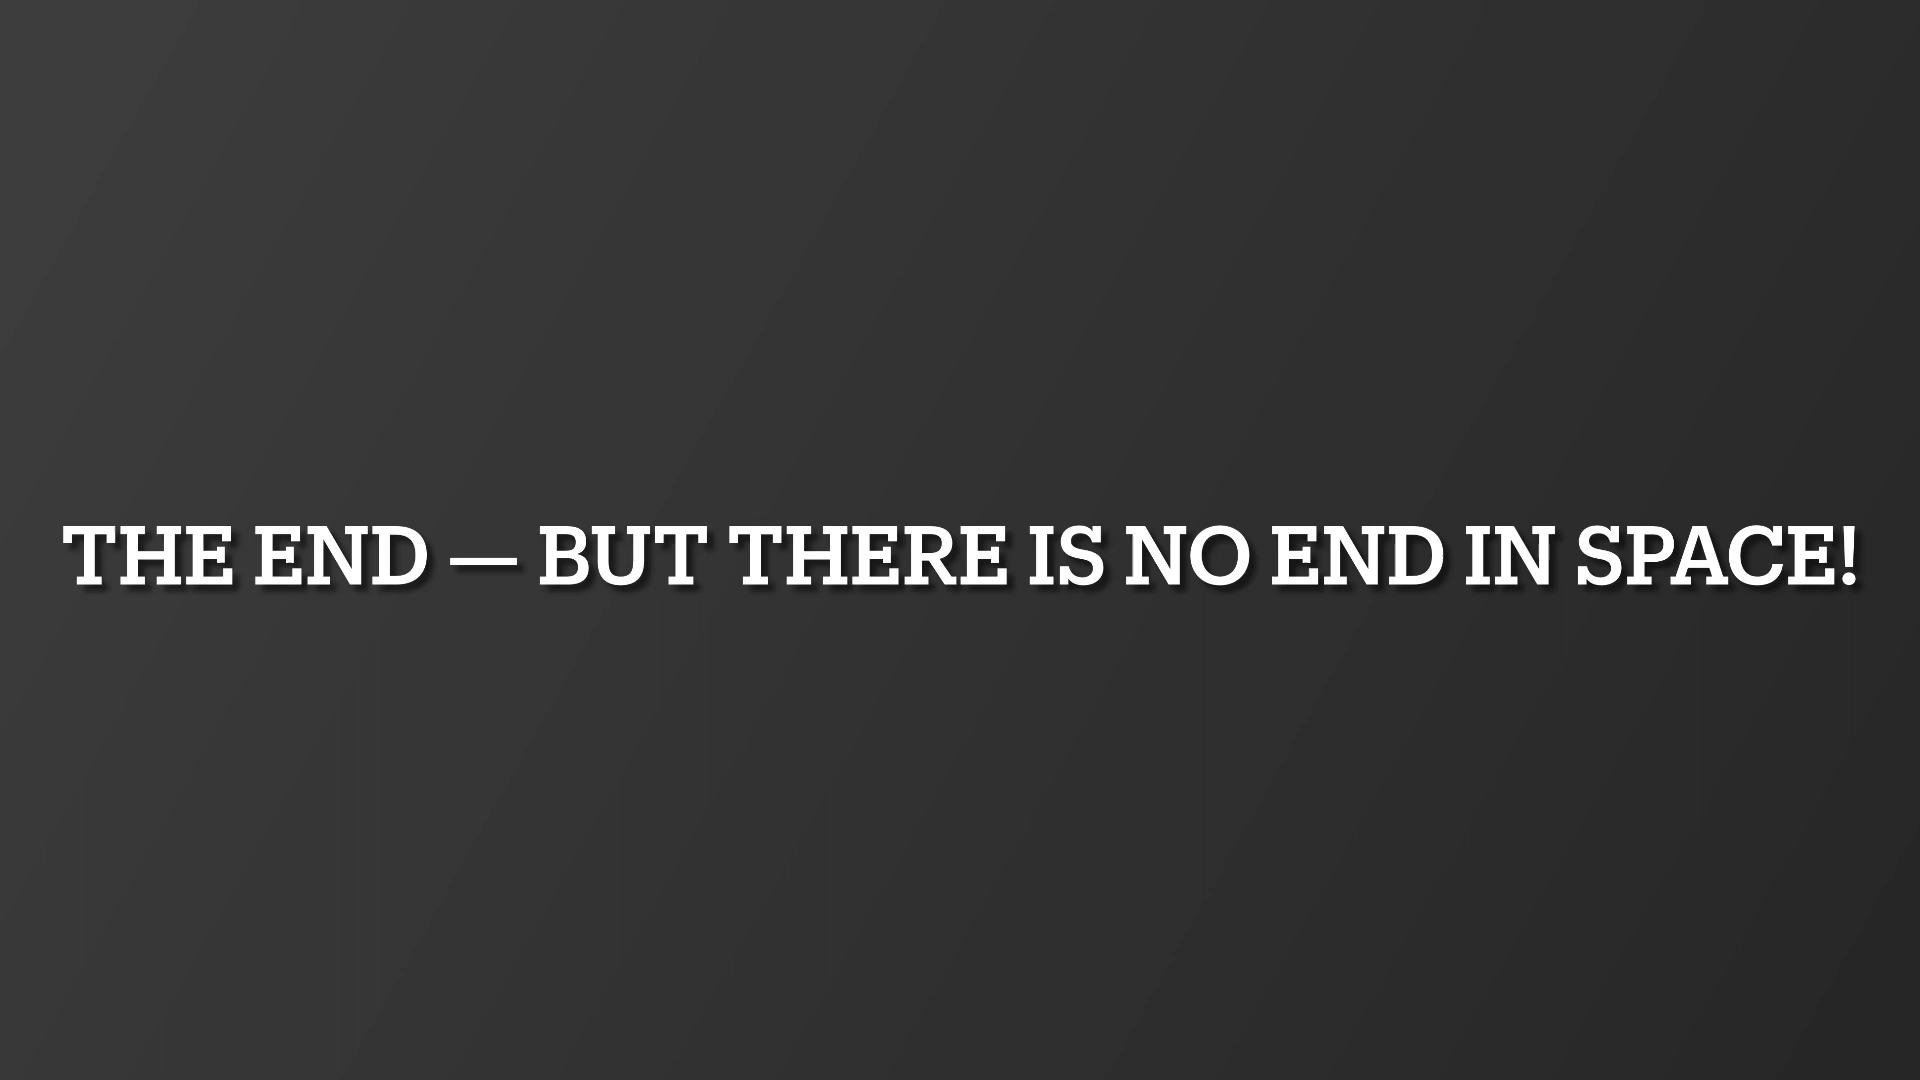 THE END — BUT THERE IS NO END IN SPACE!